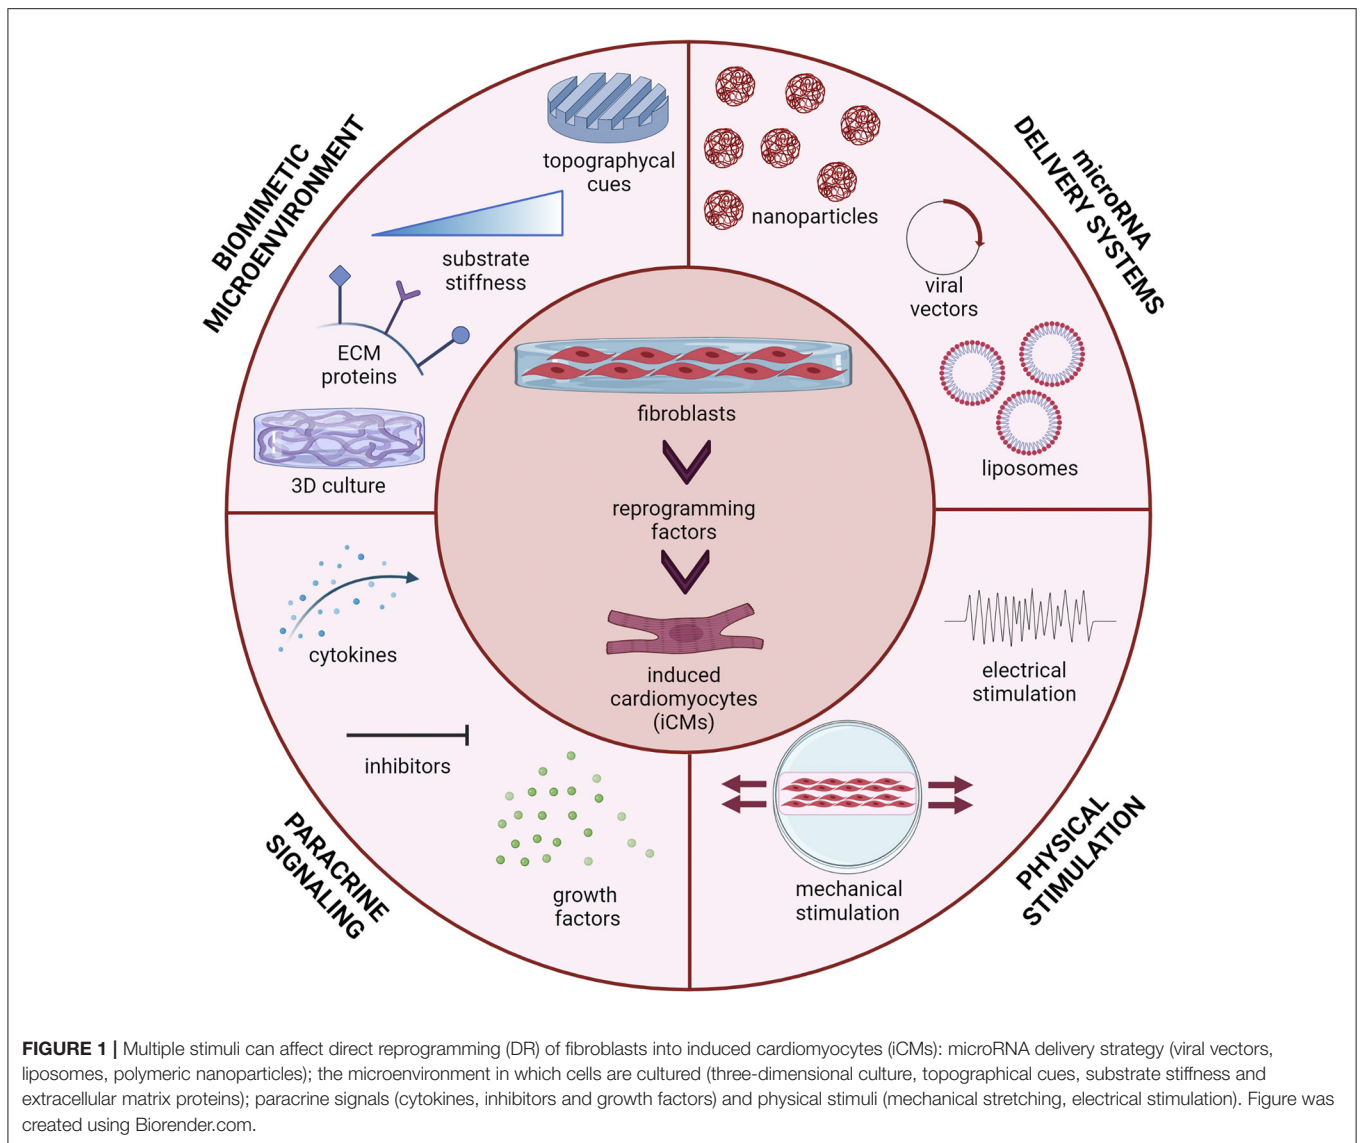 BIOMIMETIC
MICROENVIRONMENT
topographycal
cues
substrate
stiffness
ECM
proteins
3D culture
microRNA
DELIVERY SYSTEMS
nanoparticles
viral
vectors
liposomes
fibroblasts
reprogramming
factors
induced
cardiomyocytes
(iCMs)
PARACRINE
SIGNALING
cytokines
inhibitors
growth
factors
PHYSICAL
STIMULATION
electrical
stimulation
mechanical
stimulation
FIGURE 1 | Multiple stimuli can affect direct reprogramming (DR) of fibroblasts into induced cardiomyocytes (iCMs): microRNA delivery strategy (viral vectors,
liposomes, polymeric nanoparticles); the microenvironment in which cells are cultured (three-dimensional culture, topographical cues, substrate stiffness and
extracellular matrix proteins); paracrine signals (cytokines, inhibitors and growth factors) and physical stimuli (mechanical stretching, electrical stimulation). Figure was
created using Biorender.com.